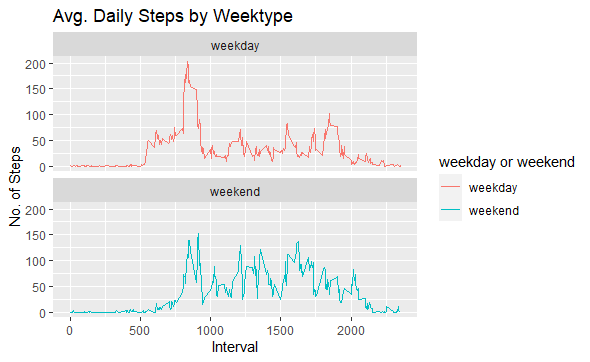 Avg. Daily Steps by Weektype
weekday
200
150
100
50
0
weekend
200
150
100
50
0
No. of Steps
0 500 1000 1500 2000
Interval
weekday or weekend
weekday
weekend